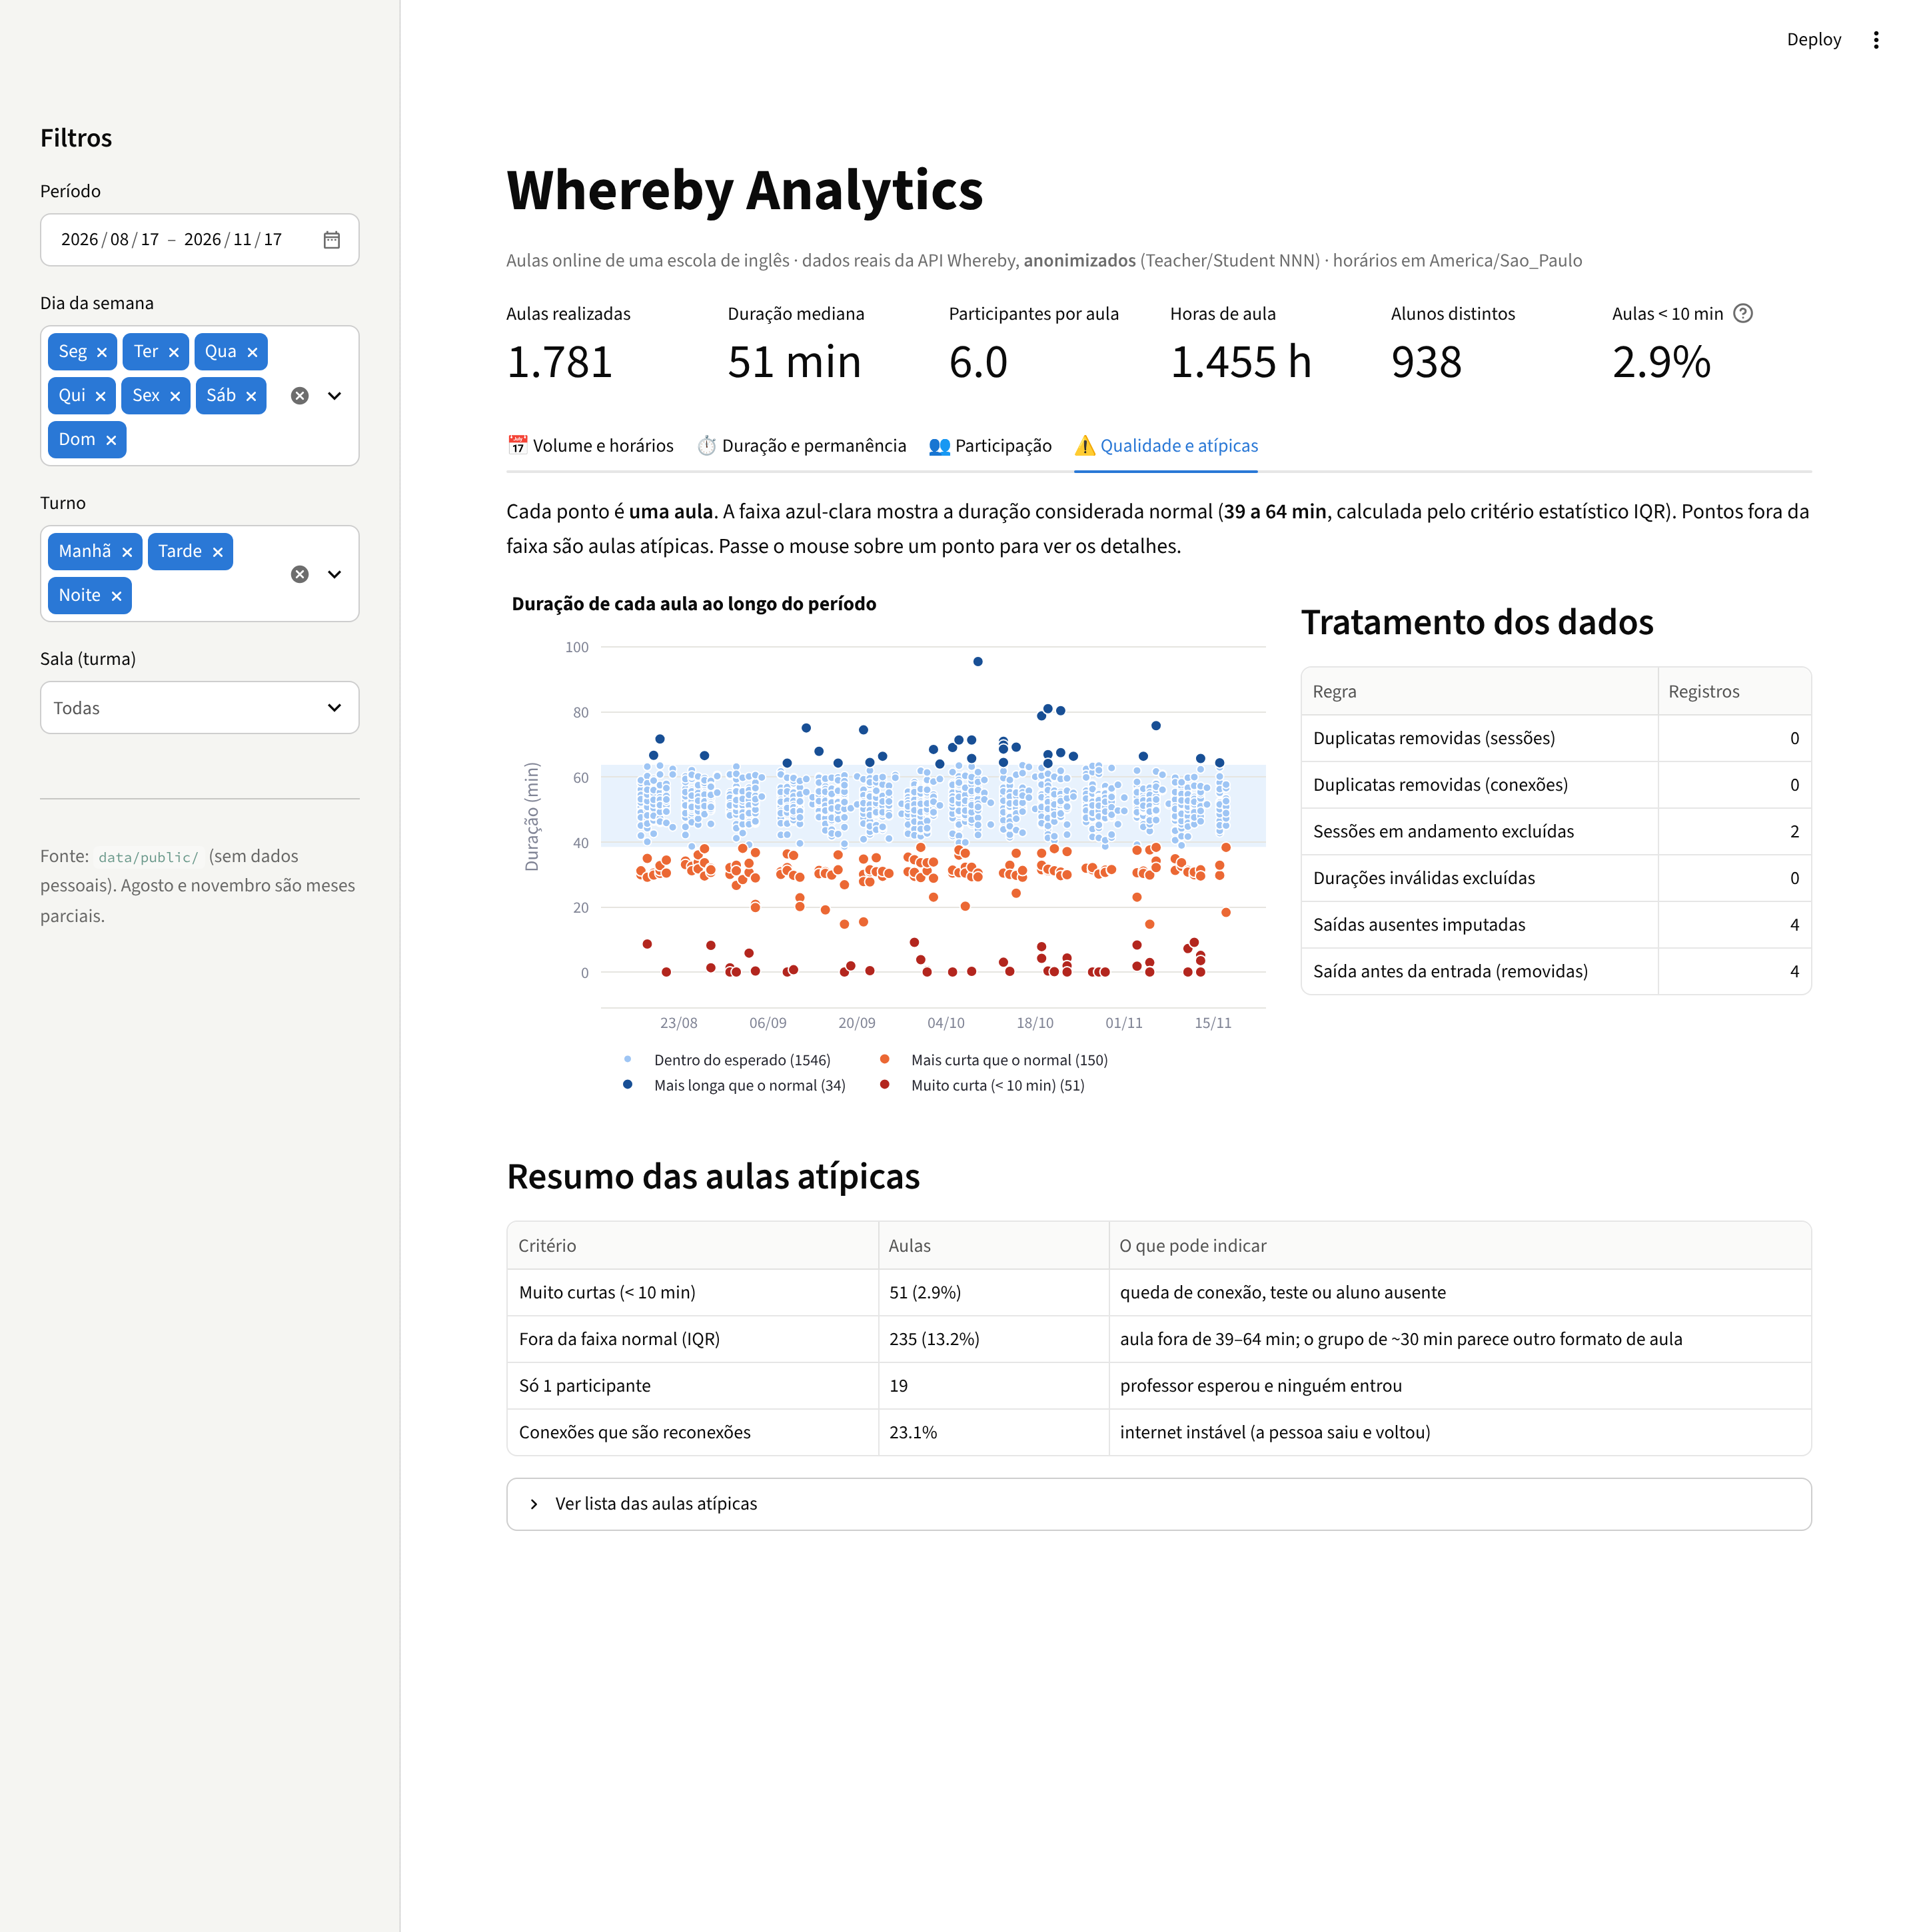 Deploy
Filtros
Período
2026 / 08 / 17 – 2026 / 11 / 17
Dia da semana
Seg × Ter × Qua ×
Qui × Sex × Sáb ×
Dom ×
Turno
Manhã × Tarde ×
Noite ×
Sala (turma)
Todas
Fonte: data/public/ (sem dados
pessoais). Agosto e novembro são meses
parciais.
Whereby Analytics
Aulas online de uma escola de inglês · dados reais da API Whereby, anonimizados (Teacher/Student NNN) · horários em America/Sao_Paulo
Aulas realizadas
1.781
Duração mediana
51 min
Participantes por aula
6.0
Horas de aula
1.455 h
Alunos distintos
938
Aulas < 10 min
2.9%
📅 Volume e horários ⏱️ Duração e permanência 👥 Participação ⚠️ Qualidade e atípicas
Cada ponto é uma aula. A faixa azul-clara mostra a duração considerada normal (39 a 64 min, calculada pelo critério estatístico IQR). Pontos fora da
faixa são aulas atípicas. Passe o mouse sobre um ponto para ver os detalhes.
Duração de cada aula ao longo do período
Duração (min)
100
80
60
40
20
0
23/08 06/09 20/09 04/10 18/10 01/11 15/11
Dentro do esperado (1546) Mais curta que o normal (150)
Mais longa que o normal (34) Muito curta (< 10 min) (51)
Tratamento dos dados
Regra Registros
Duplicatas removidas (sessões) 0
Duplicatas removidas (conexões) 0
Sessões em andamento excluídas 2
Durações inválidas excluídas 0
Saídas ausentes imputadas 4
Saída antes da entrada (removidas) 4
Resumo das aulas atípicas
Critério Aulas O que pode indicar
Muito curtas (< 10 min) 51 (2.9%) queda de conexão, teste ou aluno ausente
Fora da faixa normal (IQR) 235 (13.2%) aula fora de 39–64 min; o grupo de ~30 min parece outro formato de aula
Só 1 participante 19 professor esperou e ninguém entrou
Conexões que são reconexões 23.1% internet instável (a pessoa saiu e voltou)
Ver lista das aulas atípicas